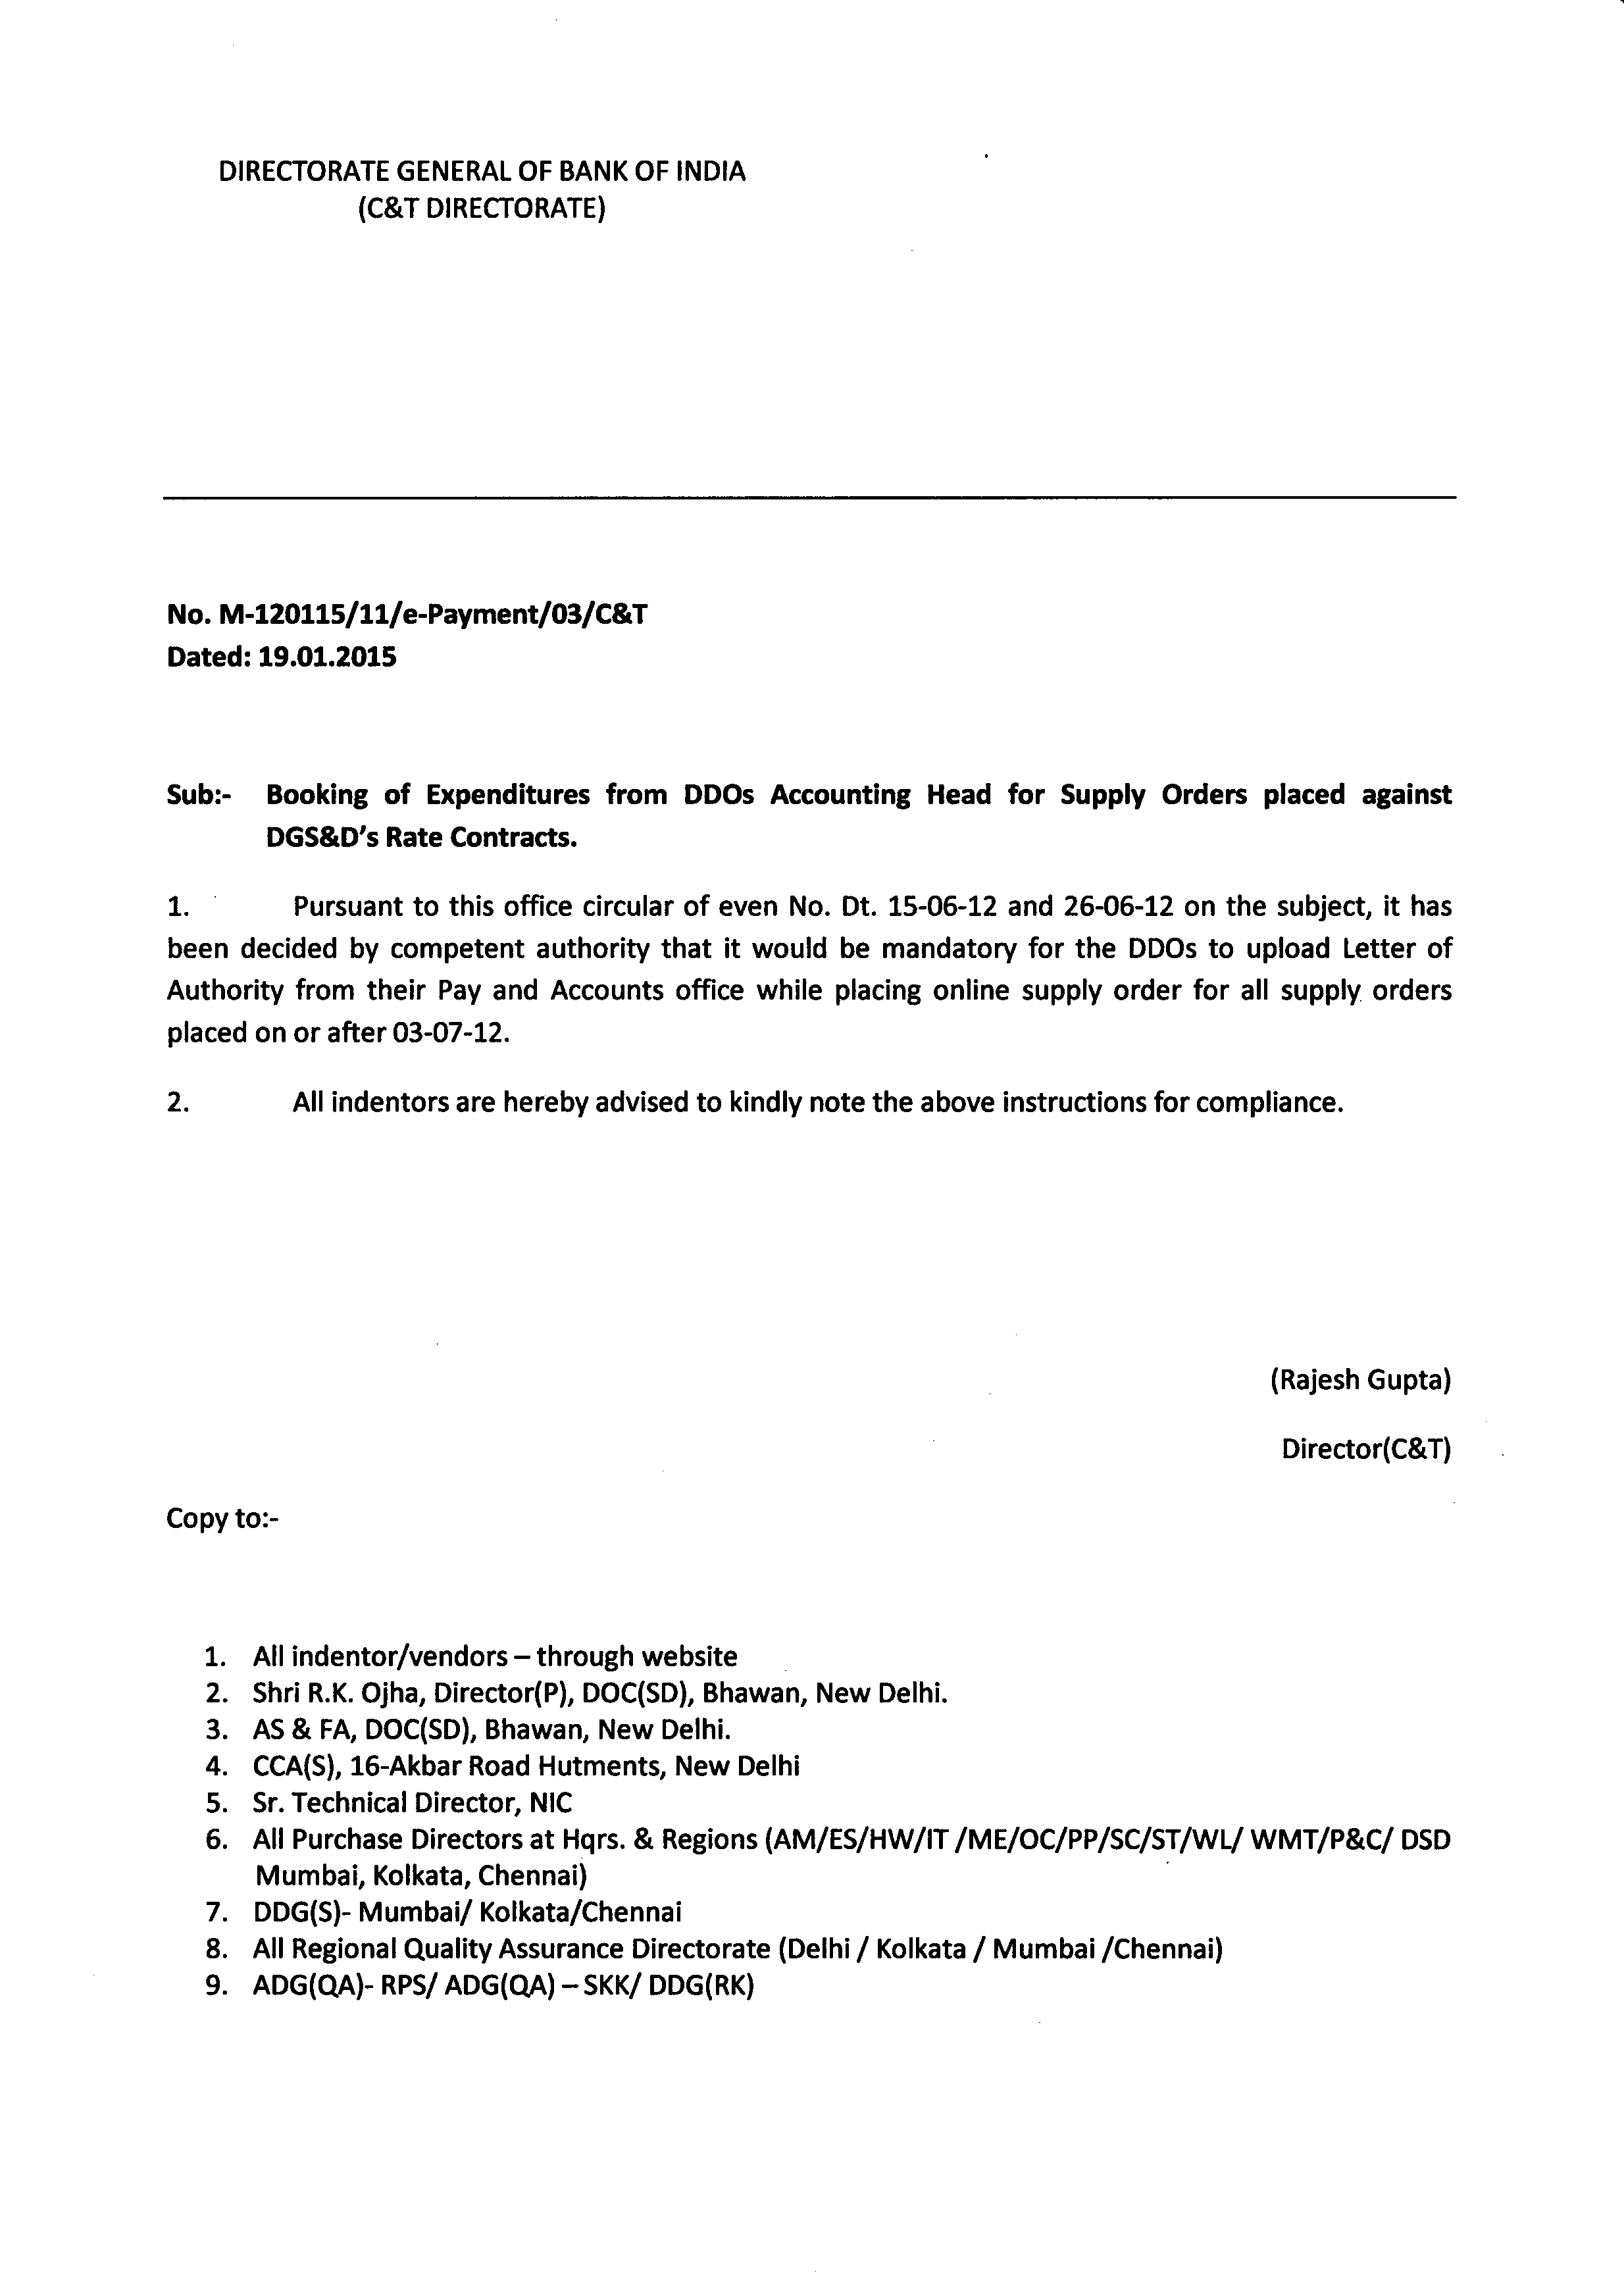 DIRECTORATE GENERAL OF BANK OF INDIA
(C&T DIRECTORATE)
No. M-120115/11/e-Payment/03/C&T
Dated: 19.01.2015
Sub:- Booking of Expenditures from DDOs Accounting Head for Supply Orders placed against
DGS&D's Rate Contracts.
1. Pursuant to this office circular of even No. Dt. 15-06-12 and 26-06-12 on the subject, it has
been decided by competent authority that it would be mandatory for the DDOs to upload Letter of
Authority from their Pay and Accounts office while placing online supply order for all supply orders
placed on or after 03-07-12.
2. All indentors are hereby advised to kindly note the above instructions for compliance.
(Rajesh Gupta)
Director(C&T)
Copy to:-
1. All indentor/vendors – through website
2. Shri R.K. Ojha, Director(P), DOC(SD), Bhawan, New Delhi.
3. AS & FA, DOC(SD), Bhawan, New Delhi.
4. CCA(S), 16-Akbar Road Hutments, New Delhi
5. Sr. Technical Director, NIC
6. All Purchase Directors at Hqrs. & Regions (AM/ES/HW/IT /ME/OC/PP/SC/ST/WL/ WMT/P&C/ DSD
Mumbai, Kolkata, Chennai)
7. DDG(S)- Mumbai/ Kolkata/Chennai
8. All Regional Quality Assurance Directorate (Delhi / Kolkata / Mumbai /Chennai)
9. ADG(QA)- RPS/ ADG(QA) – SKK/ DDG(RK)